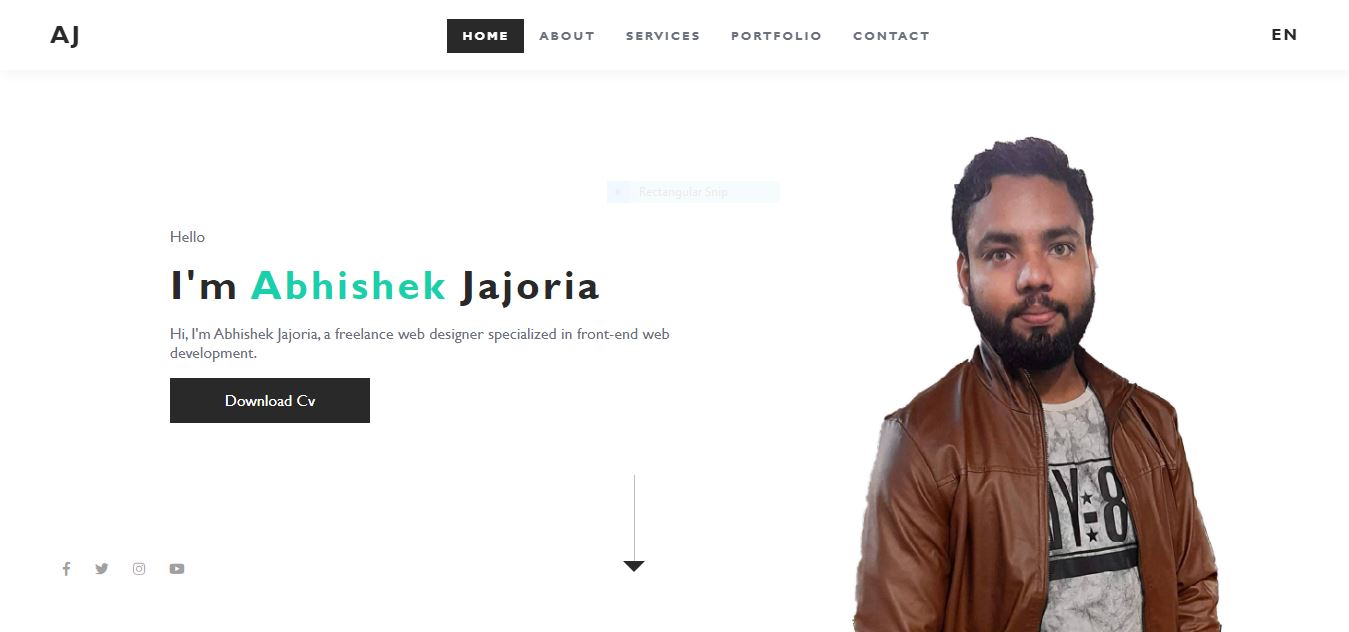 AJ
HOME ABOUT SERVICES PORTFOLIO CONTACT
EN
Rectangular Snip
Hello
I'm Abhishek Jajoria
Hi, I'm Abhishek Jajoria, a freelance web designer specialized in front-end web
development.
Download Cv